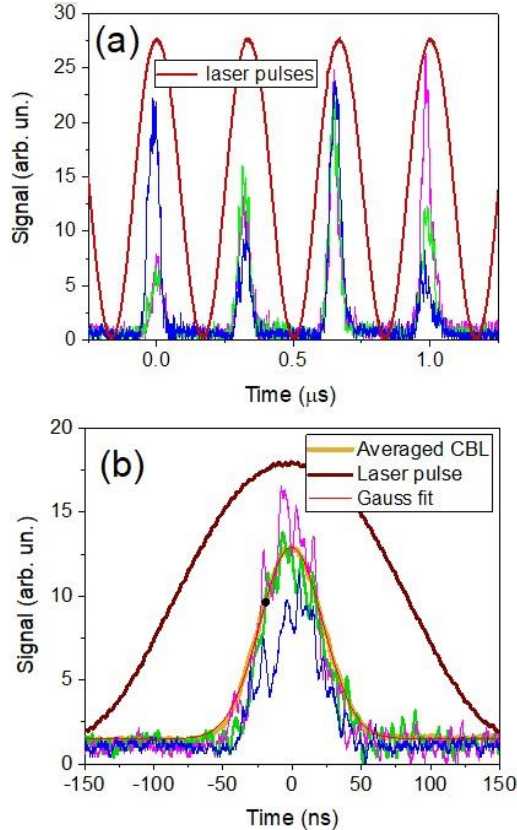 (a)
laser pulses
Signal (arb. un.)
30
25
20
15
10
5
0
0.0
0.5
1.0
Time (μs)
(b)
Averaged CBL
Laser pulse
Gauss fit
Signal (arb. un.)
20
15
10
5
0
-150
-100
-50
0
50
100
150
Time (ns)